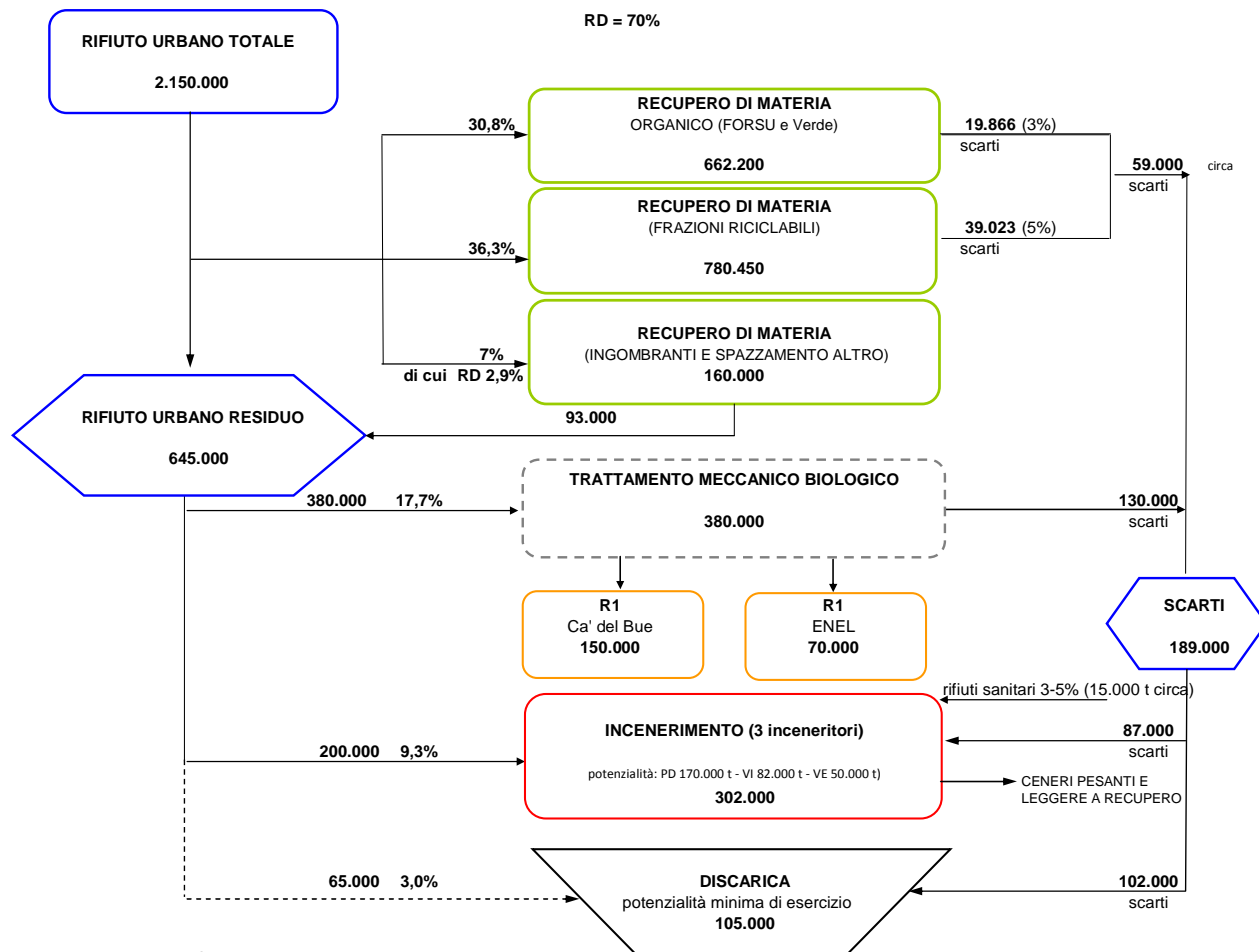 RD = 70%
RIFIUTO URBANO TOTALE
2.150.000
RECUPERO DI MATERIA
ORGANICO (FORSU e Verde)
662.200
30,8%
19.866 (3%)
scarti
59.000 circa
scarti
RECUPERO DI MATERIA
(FRAZIONI RICICLABILI)
780.450
36,3%
39.023 (5%)
scarti
RECUPERO DI MATERIA
(INGOMBRANTI E SPAZZAMENTO ALTRO)
160.000
7%
di cui RD 2,9%
93.000
RIFIUTO URBANO RESIDUO
645.000
TRATTAMENTO MECCANICO BIOLOGICO
380.000
380.000 17,7%
130.000
scarti
R1
Ca' del Bue
150.000
R1
ENEL
70.000
SCARTI
189.000
rifiuti sanitari 3-5% (15.000 t circa)
INCENERIMENTO (3 inceneritori)
potenzialità: PD 170.000 t - VI 82.000 t - VE 50.000 t)
302.000
200.000 9,3%
87.000
scarti
CENERI PESANTI E
LEGGERE A RECUPERO
65.000 3,0%
DISCARICA
potenzialità minima di esercizio
105.000
102.000
scarti